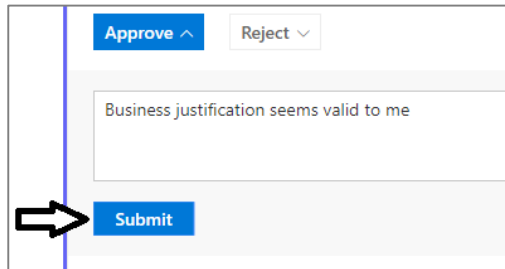 Approve Reject
Business justification seems valid to me
Submit